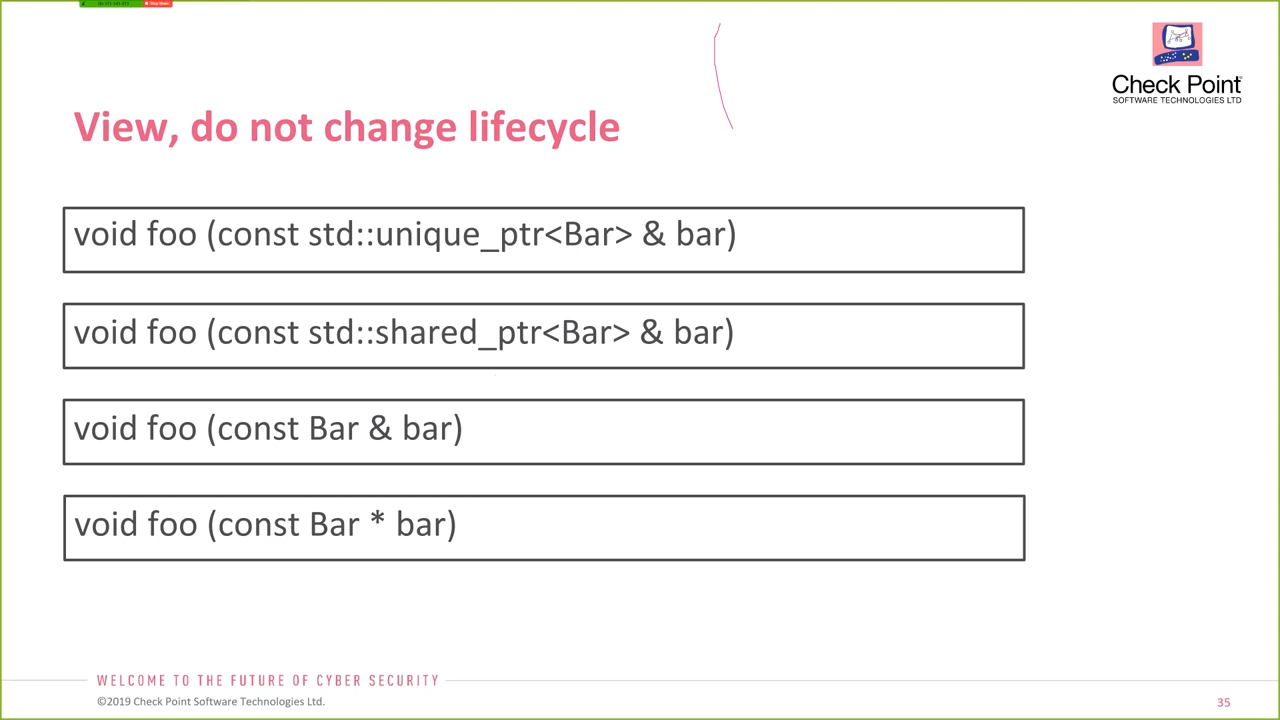 Check Point
SOFTWARE TECHNOLOGIES LTD
View, do not change lifecycle
void foo (const std::unique_ptr<Bar> & bar)
void foo (const std::shared_ptr<Bar> & bar)
void foo (const Bar & bar)
void foo (const Bar * bar)
WELCOME TO THE FUTURE OF CYBER SECURITY
©2019 Check Point Software Technologies Ltd.
35